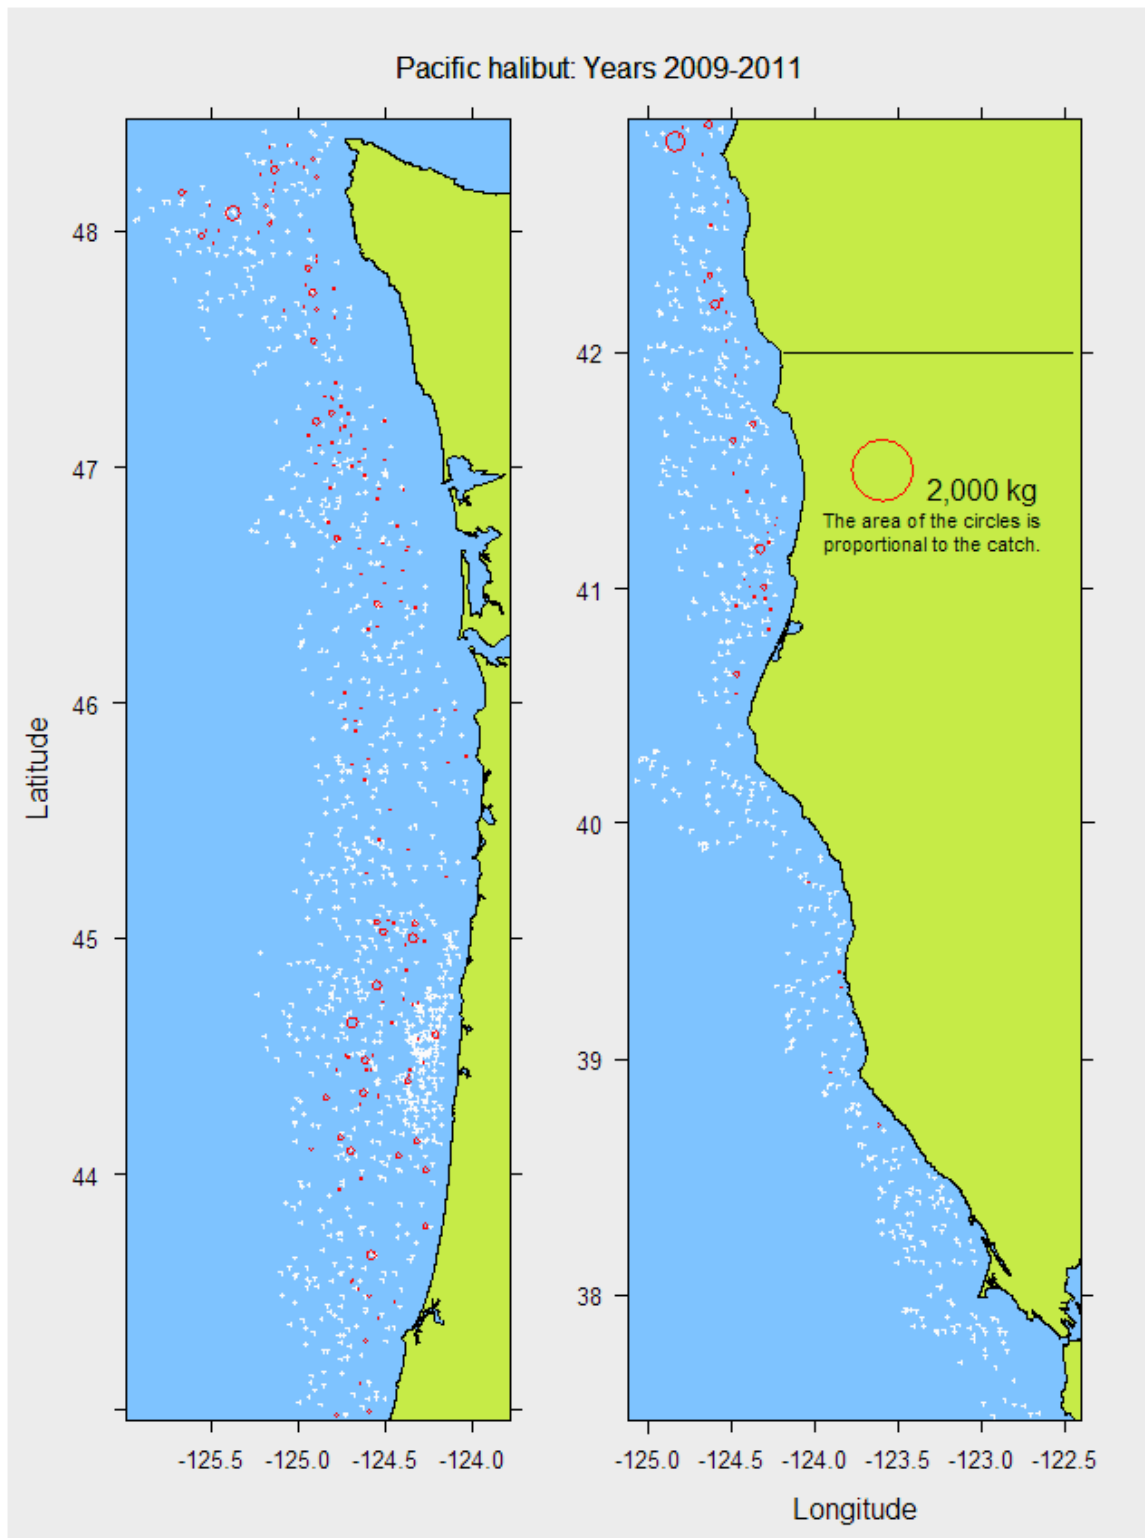 Pacific halibut: Years 2009-2011
48
47
46
45
44
42
41
40
39
38
2,000 kg
The area of the circles is
proportional to the catch.
Latitude
-125.5 -125.0 -124.5 -124.0
-125.0 -124.5 -124.0 -123.5 -123.0 -122.5
Longitude